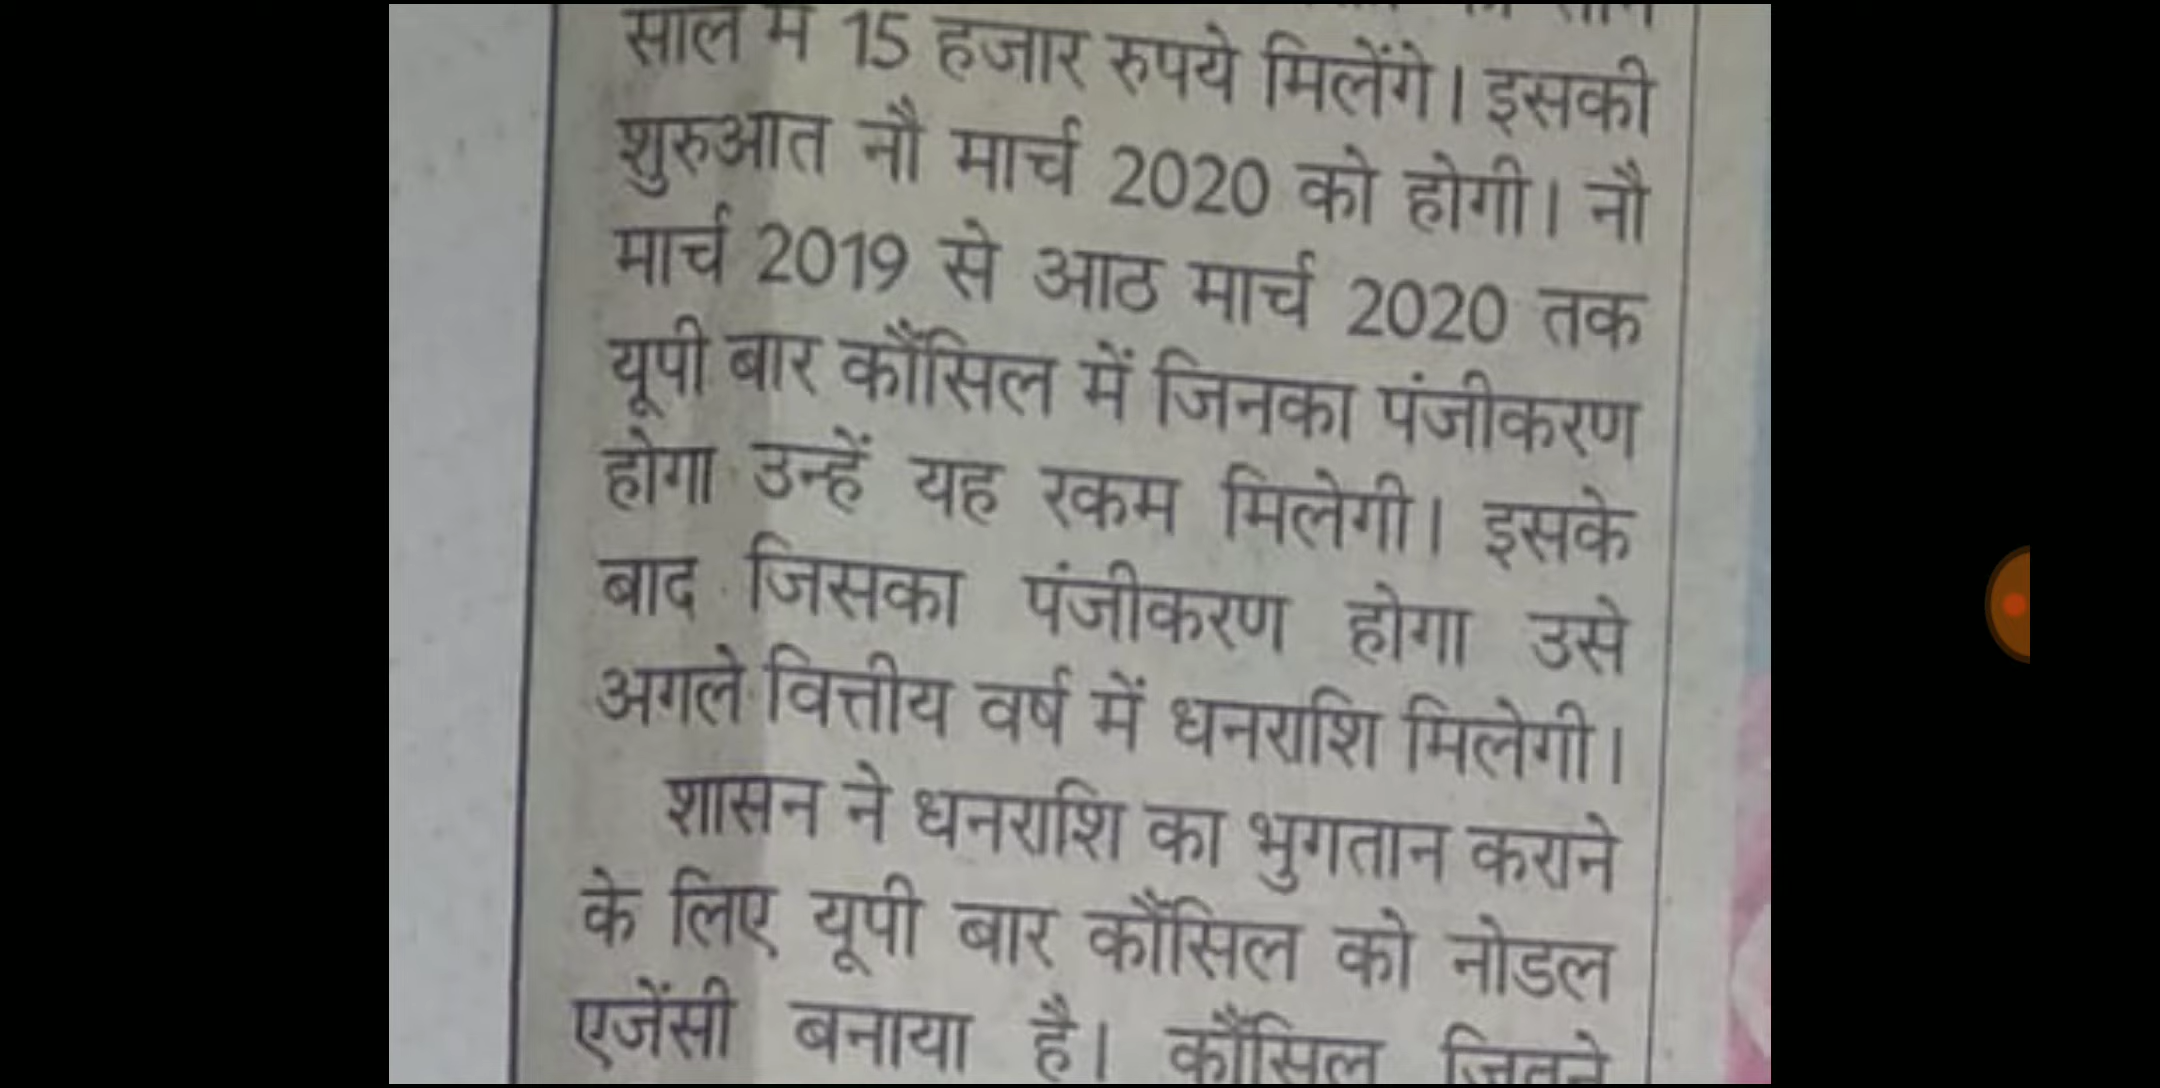 साल में 15 हजार रुपये मिलेंगे। इसकी
शुरुआत नौ मार्च 2020 को होगी। नौ
मार्च 2019 से आठ मार्च 2020 तक
यूपी बार कौंसिल में जिनका पंजीकरण
होगा उन्हें यह रकम मिलेगी। इसके
बाद जिसका पंजीकरण होगा उसे
अगले वित्तीय वर्ष में धनराशि मिलेगी।
शासन ने धनराशि का भुगतान कराने
के लिए यूपी बार कौंसिल को नोडल
एजेंसी बनाया है। कौंसिल जितने